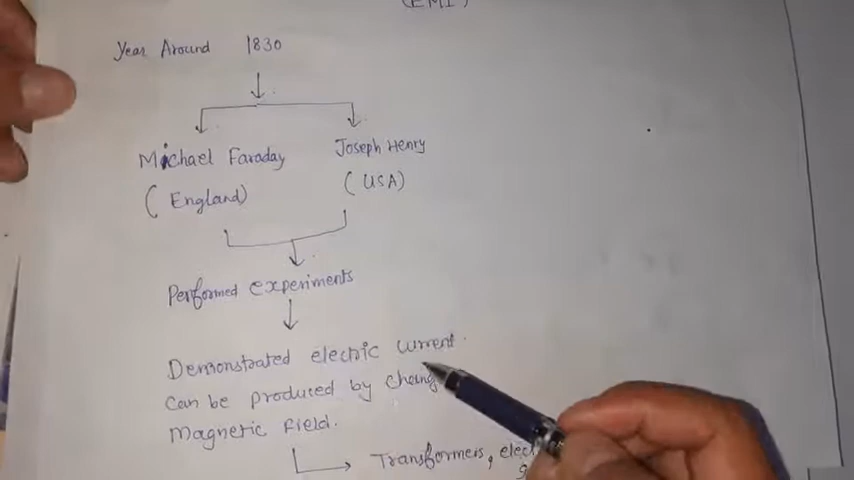 (EMI)
Year Around 1830
Michael Faraday
(England)
Joseph Henry
(USA)
Performed experiments
Demonstrated electric current
can be produced by
Magnetic Field.
Transformers,